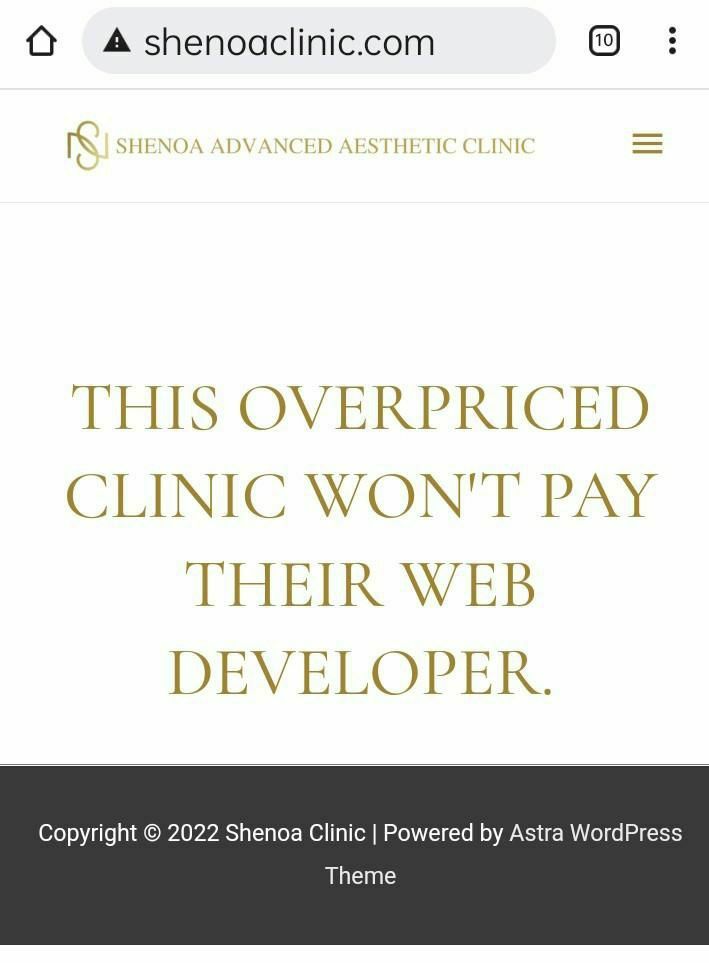 shenoaclinic.com
10
SHENOA ADVANCED AESTHETIC CLINIC
THIS OVERPRICED
CLINIC WON'T PAY
THEIR WEB
DEVELOPER.
Copyright © 2022 Shenoa Clinic | Powered by Astra WordPress
Theme